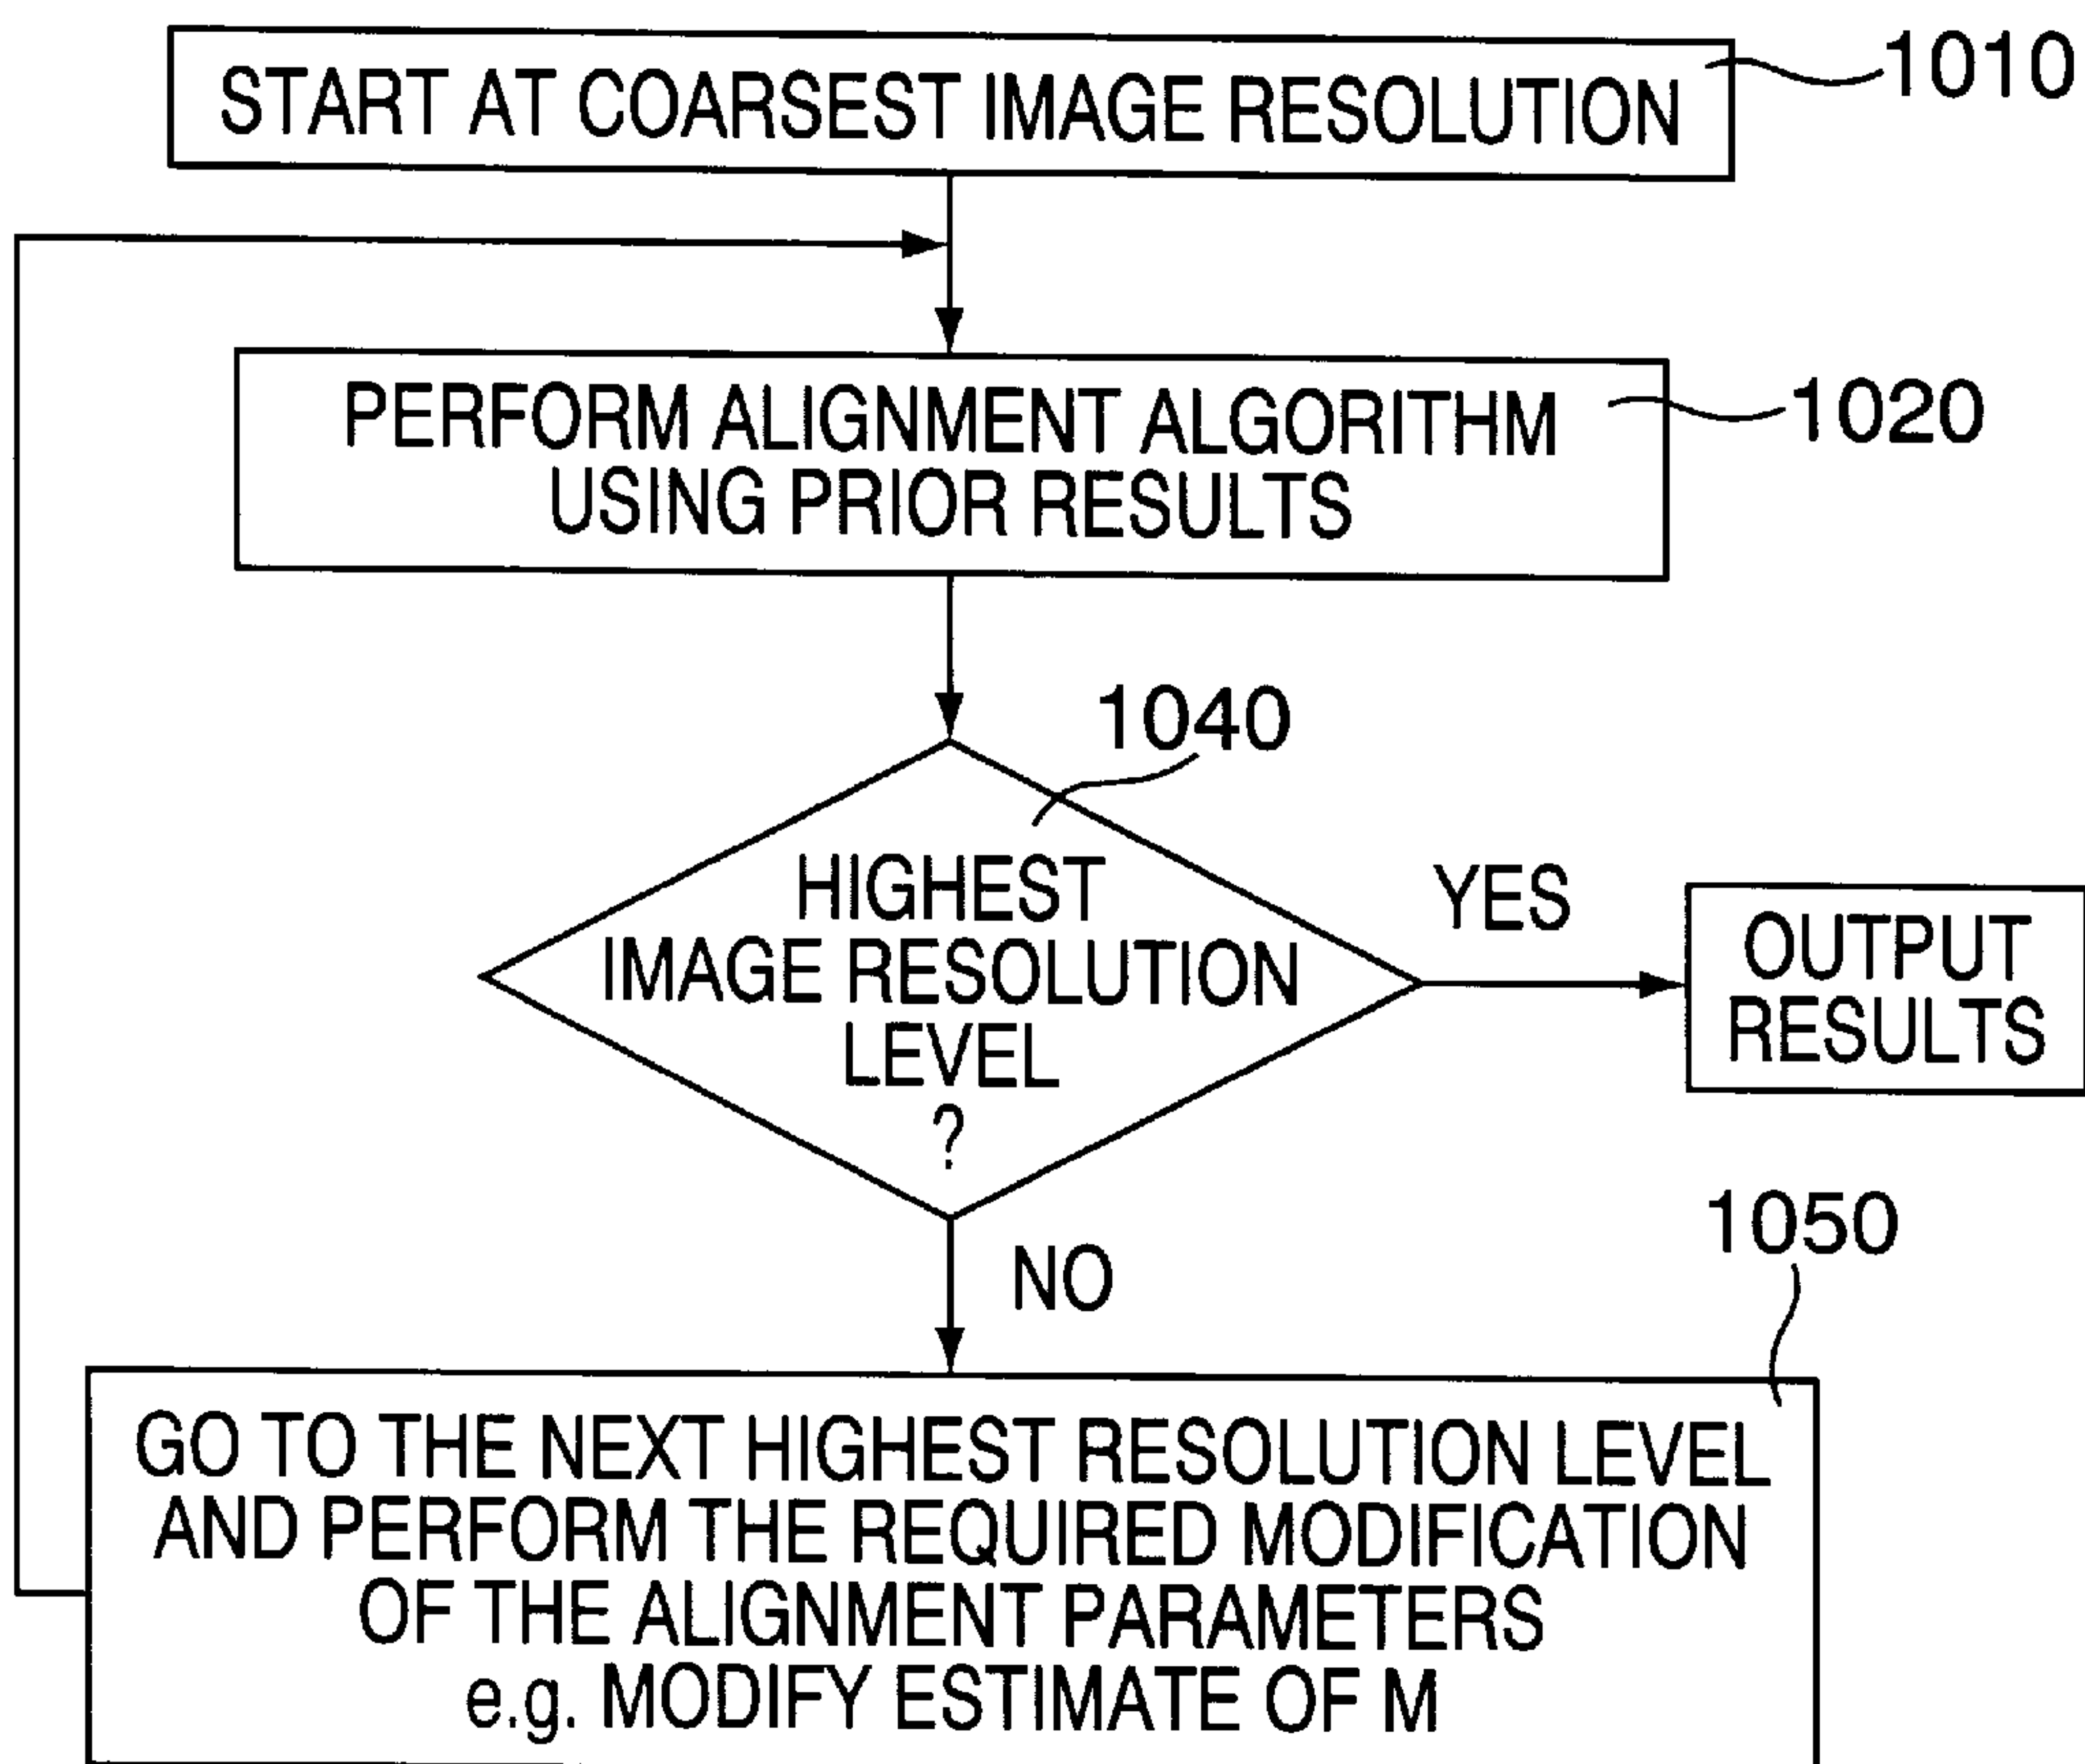 START AT COARSEST IMAGE RESOLUTION
1010
PERFORM ALIGNMENT ALGORITHM
USING PRIOR RESULTS
1020
1040
HIGHEST
IMAGE RESOLUTION
LEVEL
?
YES
OUTPUT
RESULTS
NO
1050
GO TO THE NEXT HIGHEST RESOLUTION LEVEL
AND PERFORM THE REQUIRED MODIFICATION
OF THE ALIGNMENT PARAMETERS
e.g. MODIFY ESTIMATE OF M